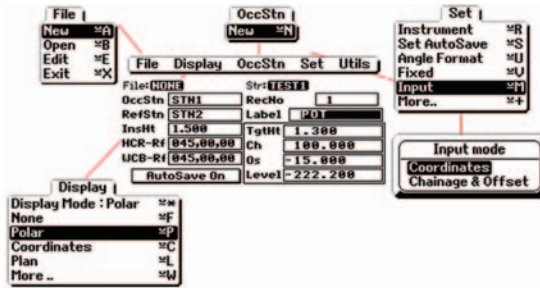 File
New ⌥A
Open ⌥B
Edit ⌥E
Exit ⌥X
OccStn
New ⌥N
Set
Instrument ⌥R
Set AutoSave ⌥S
Angle Format ⌥U
Fixed ⌥V
Input ⌥M
More.. ⌥+
File Display OccStn Set Utils
File: NONE Str: TEST1
OccStn STN1 RecNo 1
RefStn STN2 Label POT
InsHt 1.500 TgtHt 1.300
HCR-Rf 045,00,00 Ch 100.000
WCB-Rf 045,00,00 Os -15.000
AutoSave On Level -222.200
Input mode
Coordinates
Chainage & Offset
Display
Display Mode : Polar ⌥*
None ⌥F
Polar ⌥P
Coordinates ⌥C
Plan ⌥L
More .. ⌥W